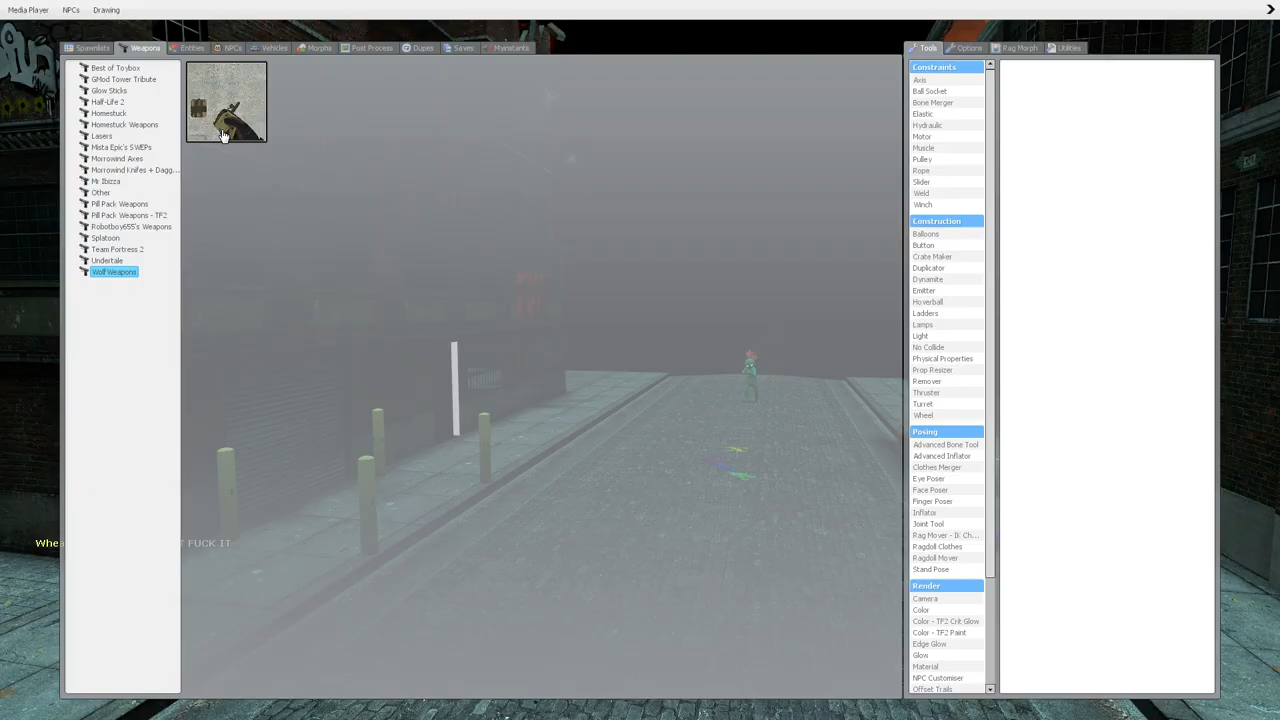 Media Player NPCs Drawing
Spawnlists Weapons Entities NPCs Vehicles Morphs Post Process Dupes Saves Myinstants
Best of Toybox
GMod Tower Tribute
Glow Sticks
Half-Life 2
Homestuck
Homestuck Weapons
Lasers
Mista Epic's SWEPs
Morrowind Axes
Morrowind Knifes + Dagg...
Mr Ibizza
Other
Pill Pack Weapons
Pill Pack Weapons - TF2
Robotboy655's Weapons
Splatoon
Team Fortress 2
Undertale
Wolf Weapons
Whea
T FUCK IT
Tools Options Rag Morph Utilities
Constraints
Axis
Ball Socket
Bone Merger
Elastic
Hydraulic
Motor
Muscle
Pulley
Rope
Slider
Weld
Winch
Construction
Balloons
Button
Crate Maker
Duplicator
Dynamite
Emitter
Hoverball
Ladders
Lamps
Light
No Collide
Physical Properties
Prop Resizer
Remover
Thruster
Turret
Wheel
Posing
Advanced Bone Tool
Advanced Inflator
Clothes Merger
Eye Poser
Face Poser
Finger Poser
Inflator
Joint Tool
Rag Mover - IK Ch...
Ragdoll Clothes
Ragdoll Mover
Stand Pose
Render
Camera
Color
Color - TF2 Crit Glow
Color - TF2 Paint
Edge Glow
Glow
Material
NPC Customiser
Offset Trails